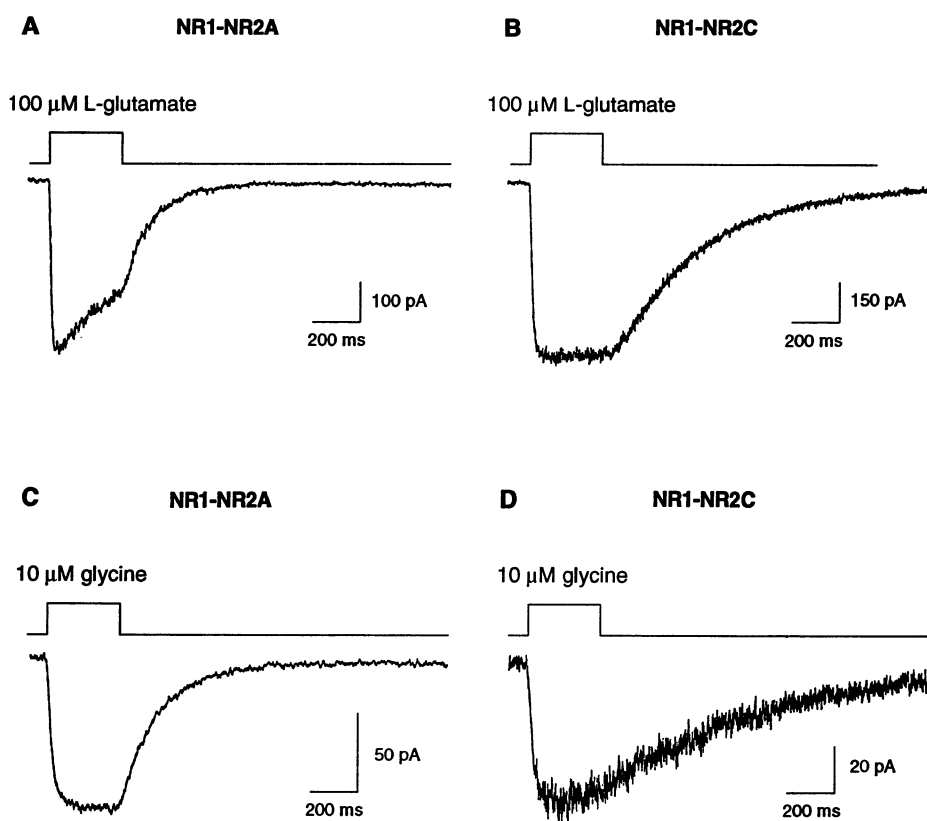 A NR1-NR2A
100 μM L-glutamate
100 pA
200 ms
B NR1-NR2C
100 μM L-glutamate
150 pA
200 ms
C NR1-NR2A
10 μM glycine
50 pA
200 ms
D NR1-NR2C
10 μM glycine
20 pA
200 ms